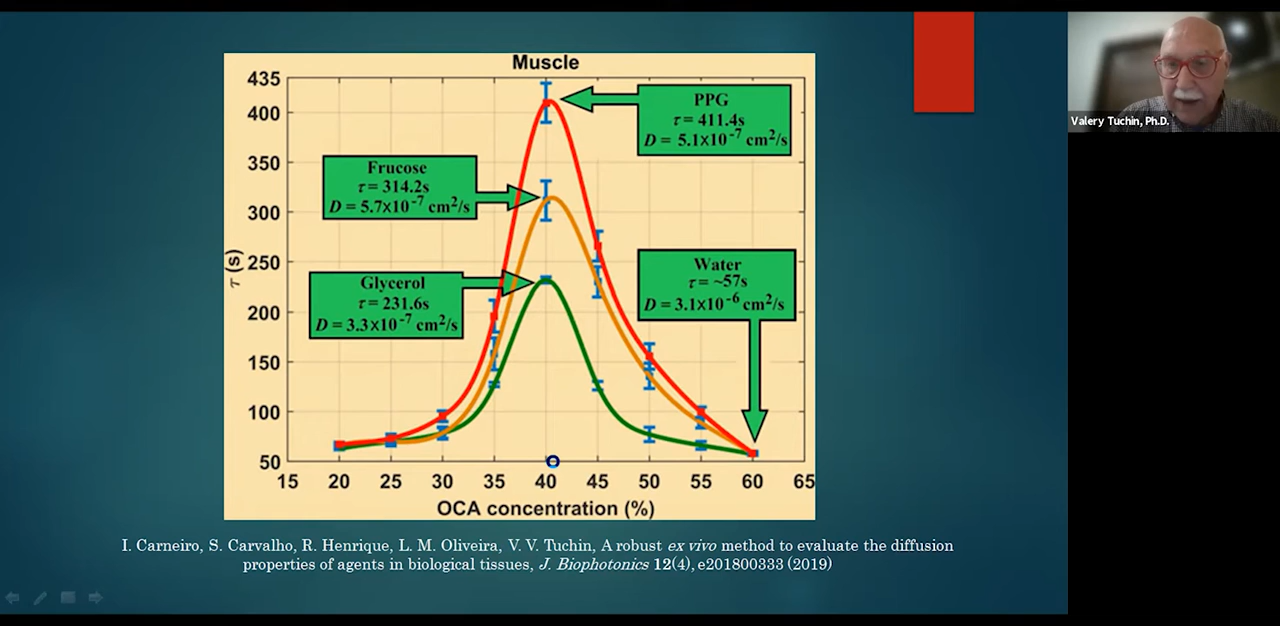 Muscle
435
400
350
300
250
200
150
100
50
τ (s)
PPG
τ = 411.4s
D = 5.1×10⁻⁷ cm²/s
Frucose
τ = 314.2s
D = 5.7×10⁻⁷ cm²/s
Glycerol
τ = 231.6s
D = 3.3×10⁻⁷ cm²/s
Water
τ = ~57s
D = 3.1×10⁻⁶ cm²/s
15 20 25 30 35 40 45 50 55 60 65
OCA concentration (%)
I. Carneiro, S. Carvalho, R. Henrique, L. M. Oliveira, V. V. Tuchin, A robust ex vivo method to evaluate the diffusion
properties of agents in biological tissues, J. Biophotonics 12(4), e201800333 (2019)
Valery Tuchin, Ph.D.